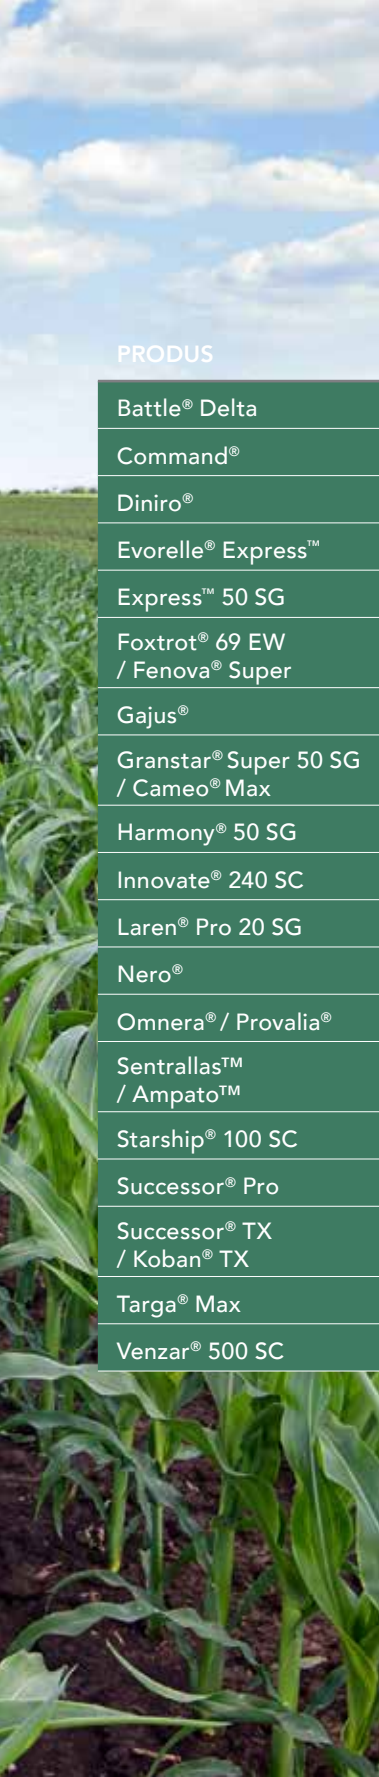 PRODUS
Battle® Delta
Command®
Diniro®
Evorelle® Express™
Express™ 50 SG
Foxtrot® 69 EW
/ Fenova® Super
Gajus®
Granstar® Super 50 SG
/ Cameo® Max
Harmony® 50 SG
Innovate® 240 SC
Laren® Pro 20 SG
Nero®
Omnera® / Provalia®
Sentrallas™
/ Ampato™
Starship® 100 SC
Successor® Pro
Successor® TX
/ Koban® TX
Targa® Max
Venzar® 500 SC